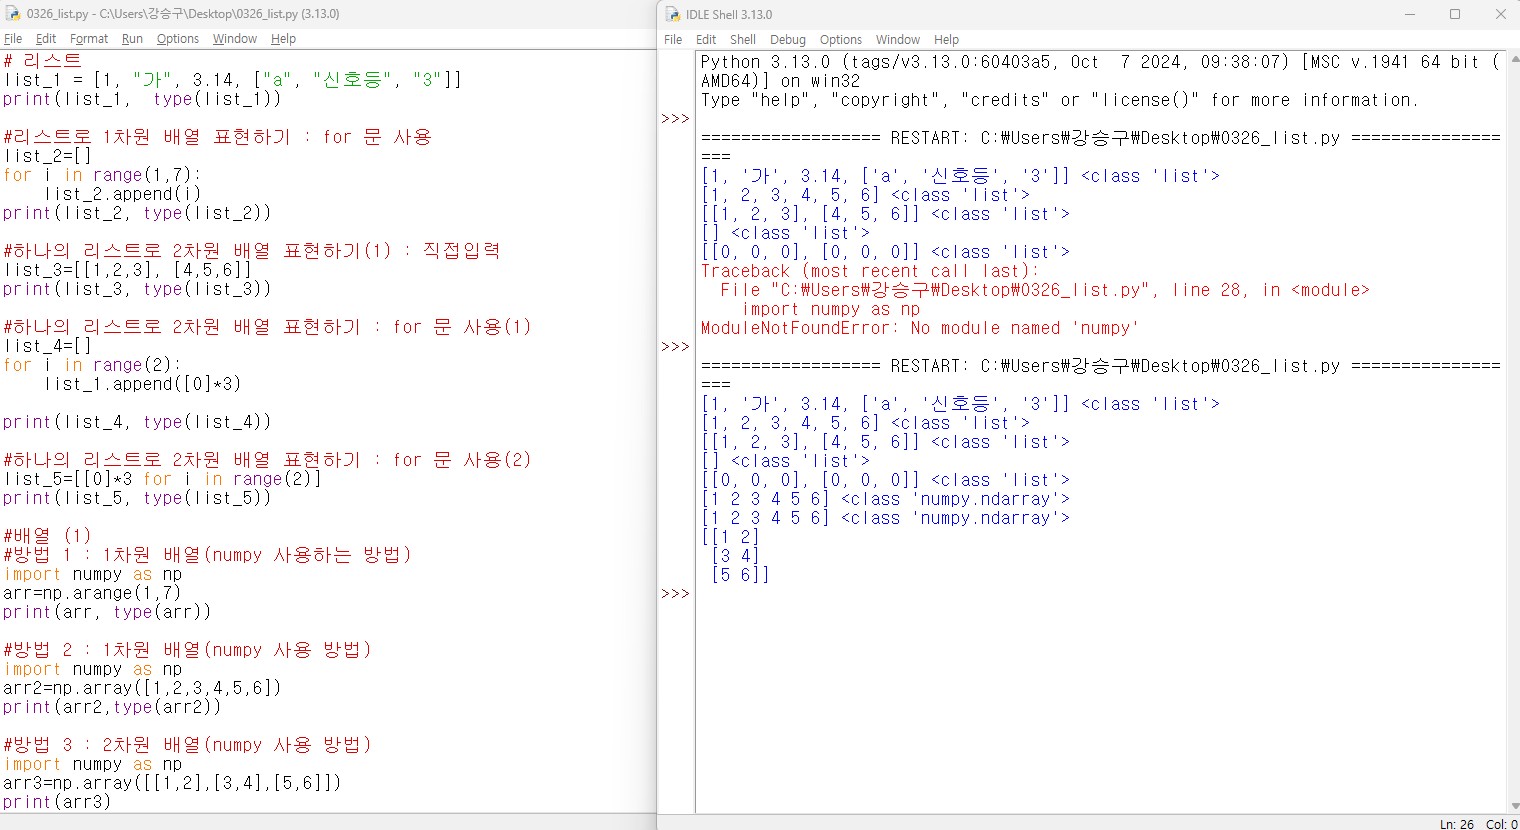 0326_list.py - C:\Users\강승구\Desktop\0326_list.py (3.13.0)
File Edit Format Run Options Window Help
# 리스트
list_1 = [1, "가", 3.14, ["a", "신호등", "3"]]
print(list_1,  type(list_1))

#리스트로 1차원 배열 표현하기 : for 문 사용
list_2=[]
for i in range(1,7):
    list_2.append(i)
print(list_2, type(list_2))

#하나의 리스트로 2차원 배열 표현하기(1) : 직접입력
list_3=[[1,2,3], [4,5,6]]
print(list_3, type(list_3))

#하나의 리스트로 2차원 배열 표현하기 : for 문 사용(1)
list_4=[]
for i in range(2):
    list_1.append([0]*3)

print(list_4, type(list_4))

#하나의 리스트로 2차원 배열 표현하기 : for 문 사용(2)
list_5=[[0]*3 for i in range(2)]
print(list_5, type(list_5))

#배열 (1)
#방법 1 : 1차원 배열(numpy 사용하는 방법)
import numpy as np
arr=np.arange(1,7)
print(arr, type(arr))

#방법 2 : 1차원 배열(numpy 사용 방법)
import numpy as np
arr2=np.array([1,2,3,4,5,6])
print(arr2,type(arr2))

#방법 3 : 2차원 배열(numpy 사용 방법)
import numpy as np
arr3=np.array([[1,2],[3,4],[5,6]])
print(arr3)
IDLE Shell 3.13.0
File Edit Shell Debug Options Window Help
Python 3.13.0 (tags/v3.13.0:60403a5, Oct  7 2024, 09:38:07) [MSC v.1941 64 bit (
AMD64)] on win32
Type "help", "copyright", "credits" or "license()" for more information.
>>>
================== RESTART: C:₩Users₩강승구₩Desktop₩0326_list.py ===============
===
[1, '가', 3.14, ['a', '신호등', '3']] <class 'list'>
[1, 2, 3, 4, 5, 6] <class 'list'>
[[1, 2, 3], [4, 5, 6]] <class 'list'>
[] <class 'list'>
[[0, 0, 0], [0, 0, 0]] <class 'list'>
Traceback (most recent call last):
  File "C:₩Users₩강승구₩Desktop₩0326_list.py", line 28, in <module>
    import numpy as np
ModuleNotFoundError: No module named 'numpy'
>>>
================== RESTART: C:₩Users₩강승구₩Desktop₩0326_list.py ===============
===
[1, '가', 3.14, ['a', '신호등', '3']] <class 'list'>
[1, 2, 3, 4, 5, 6] <class 'list'>
[[1, 2, 3], [4, 5, 6]] <class 'list'>
[] <class 'list'>
[[0, 0, 0], [0, 0, 0]] <class 'list'>
[1 2 3 4 5 6] <class 'numpy.ndarray'>
[1 2 3 4 5 6] <class 'numpy.ndarray'>
[[1 2]
 [3 4]
 [5 6]]
>>>
Ln: 26 Col: 0